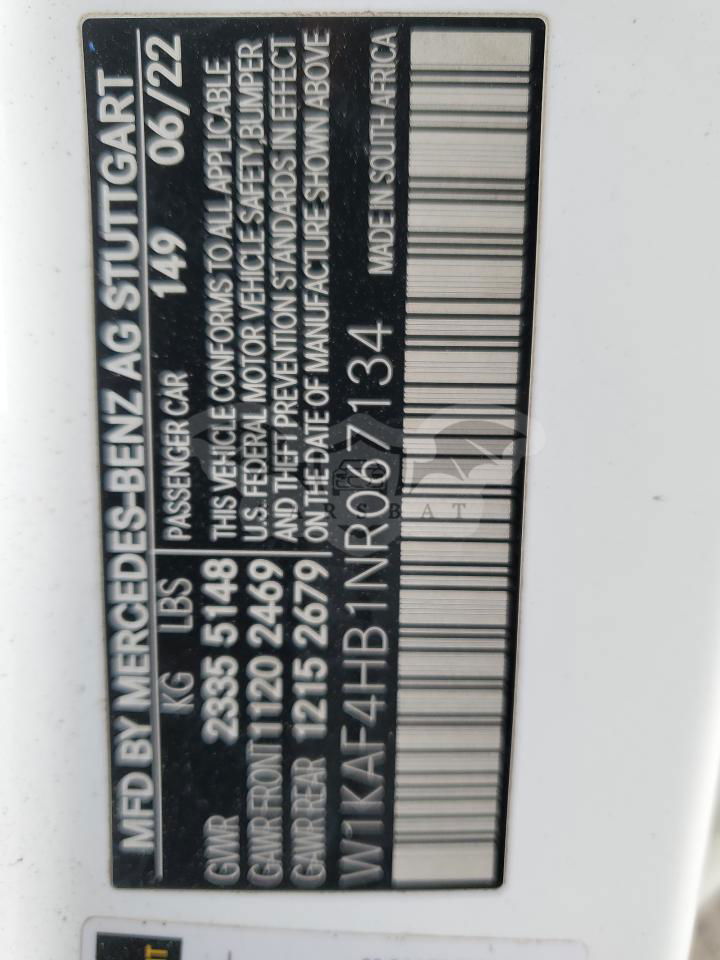 MFD BY MERCEDES-BENZ AG STUTTGART
KG LBS PASSENGER CAR 149 06/22
GWR 2335 5148 THIS VEHICLE CONFORMS TO ALL APPLICABLE
GAWR FRONT 1120 2469 U.S. FEDERAL MOTOR VEHICLE SAFETY, BUMPER
GAWR REAR 1215 2679 AND THEFT PREVENTION STANDARDS IN EFFECT
ON THE DATE OF MANUFACTURE SHOWN ABOVE
W1KAF4HB1NR067134 MADE IN SOUTH AFRICA